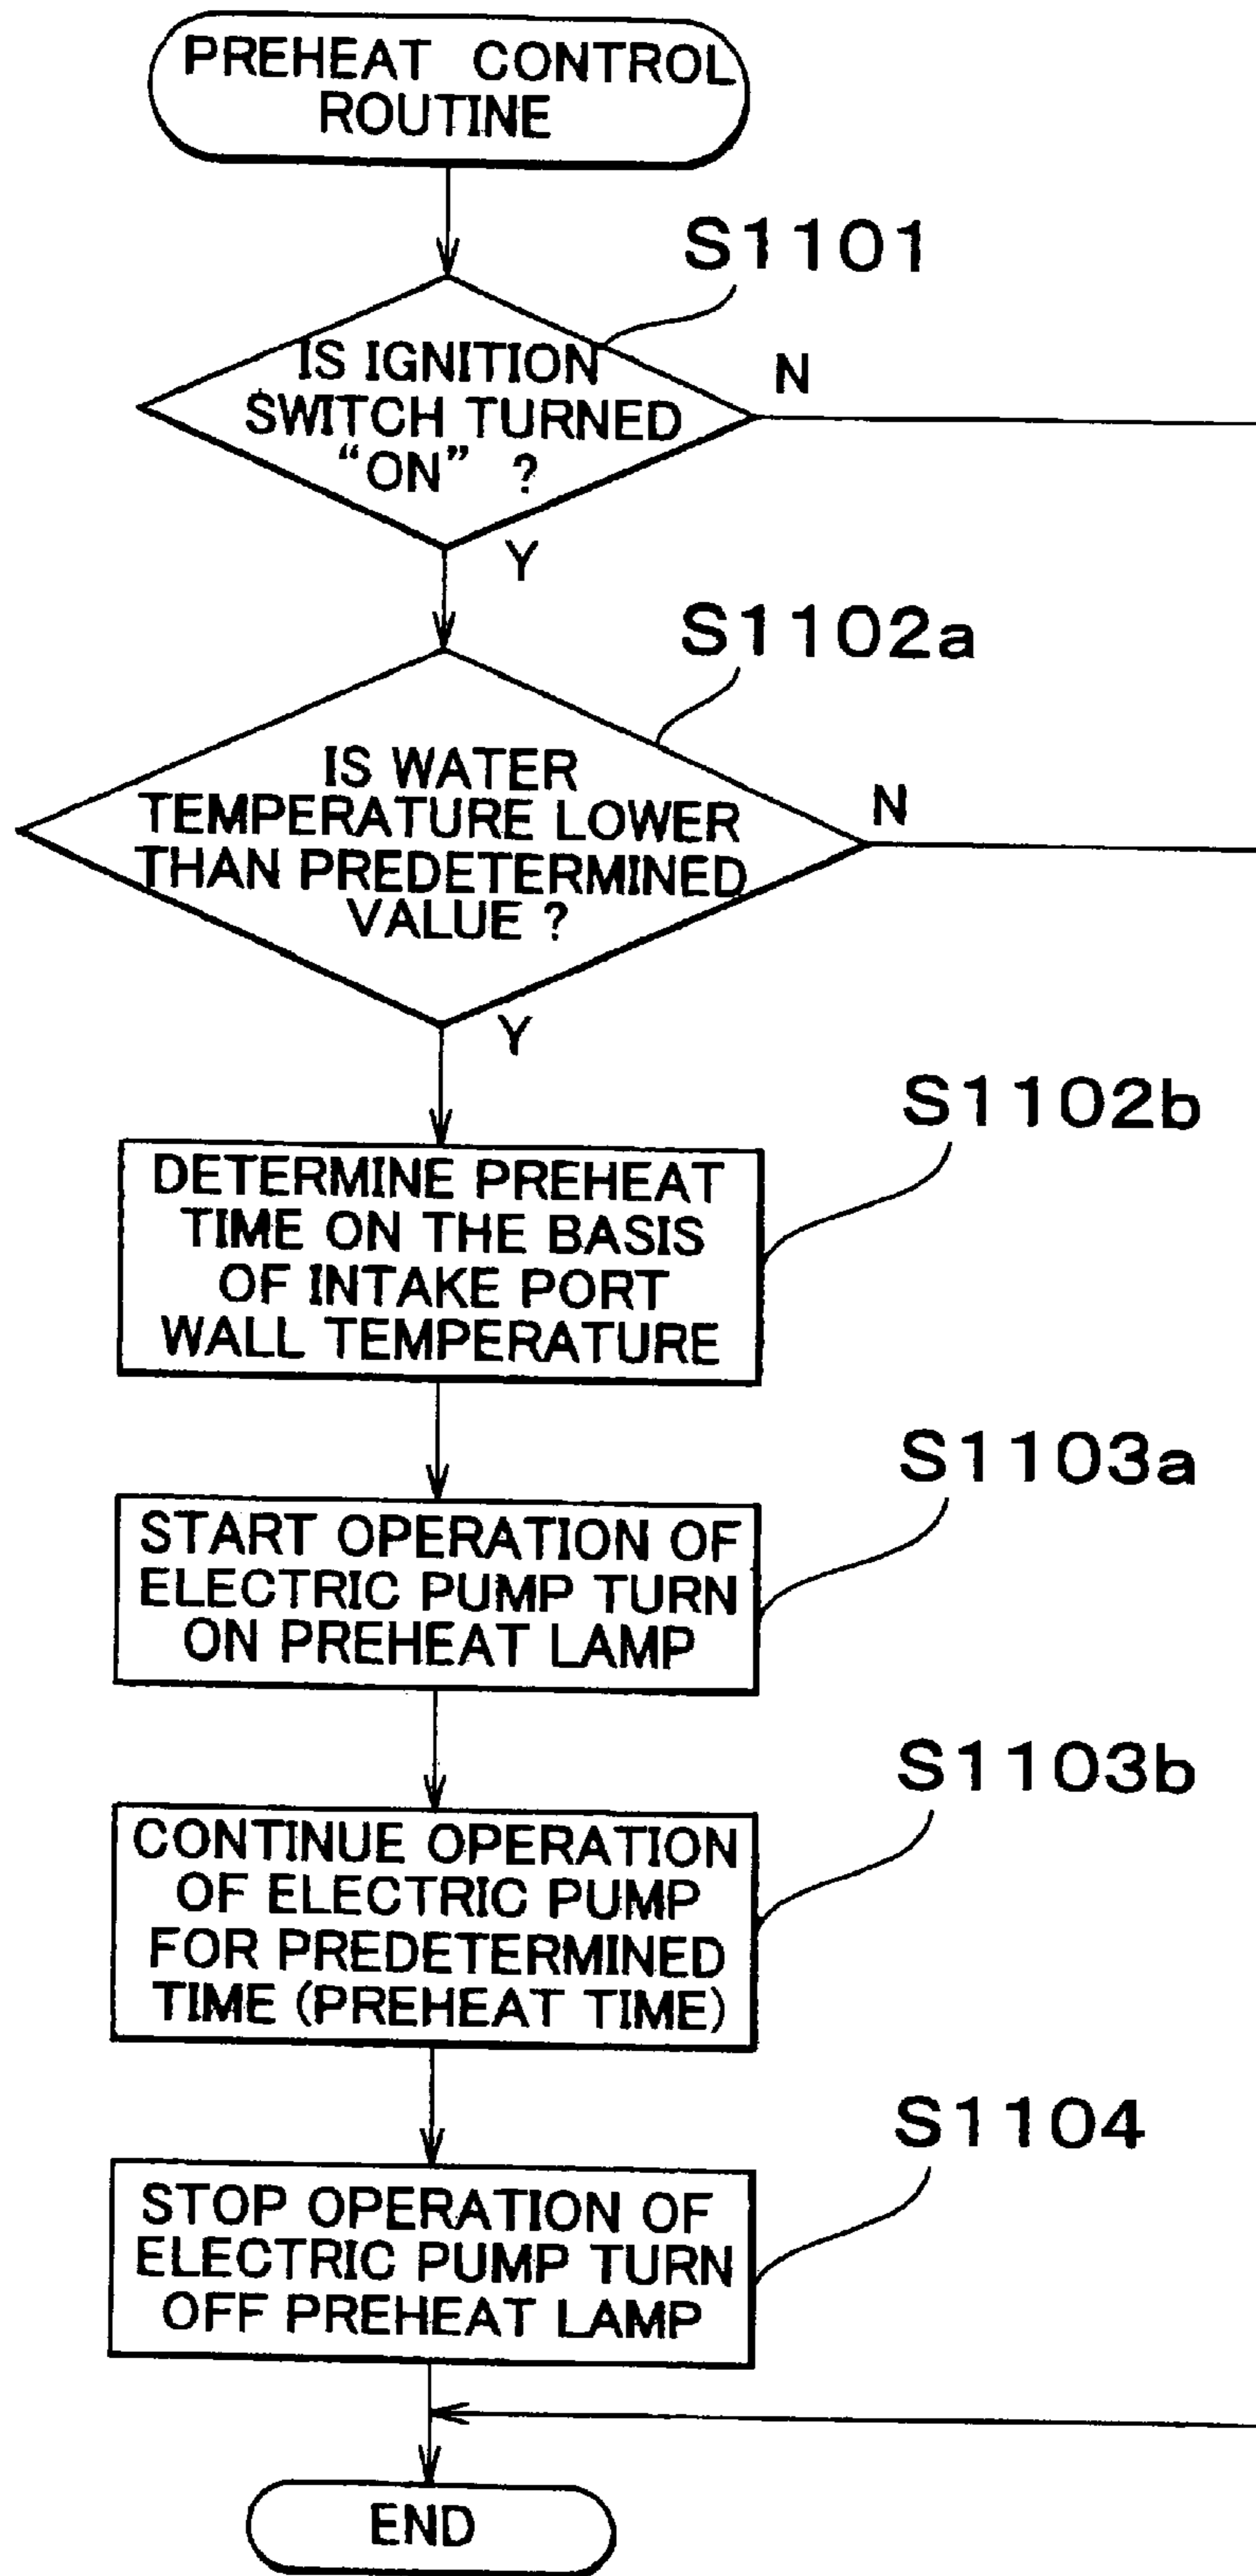 PREHEAT CONTROL
ROUTINE
S1101
IS IGNITION
SWITCH TURNED
“ON” ?
N
Y
S1102a
IS WATER
TEMPERATURE LOWER
THAN PREDETERMINED
VALUE ?
N
Y
S1102b
DETERMINE PREHEAT
TIME ON THE BASIS
OF INTAKE PORT
WALL TEMPERATURE
S1103a
START OPERATION OF
ELECTRIC PUMP TURN
ON PREHEAT LAMP
S1103b
CONTINUE OPERATION
OF ELECTRIC PUMP
FOR PREDETERMINED
TIME (PREHEAT TIME)
S1104
STOP OPERATION OF
ELECTRIC PUMP TURN
OFF PREHEAT LAMP
END